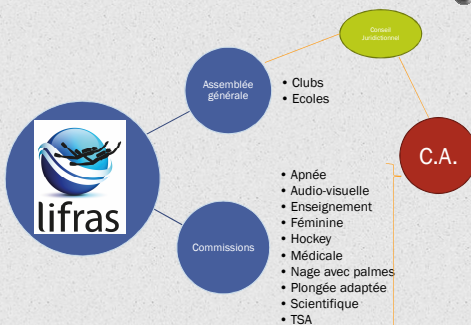 Conseil
Juridictionnel
Assemblée
générale
• Clubs
• Ecoles
C.A.
lifras
Commissions
• Apnée
• Audio-visuelle
• Enseignement
• Féminine
• Hockey
• Médicale
• Nage avec palmes
• Plongée adaptée
• Scientifique
• TSA